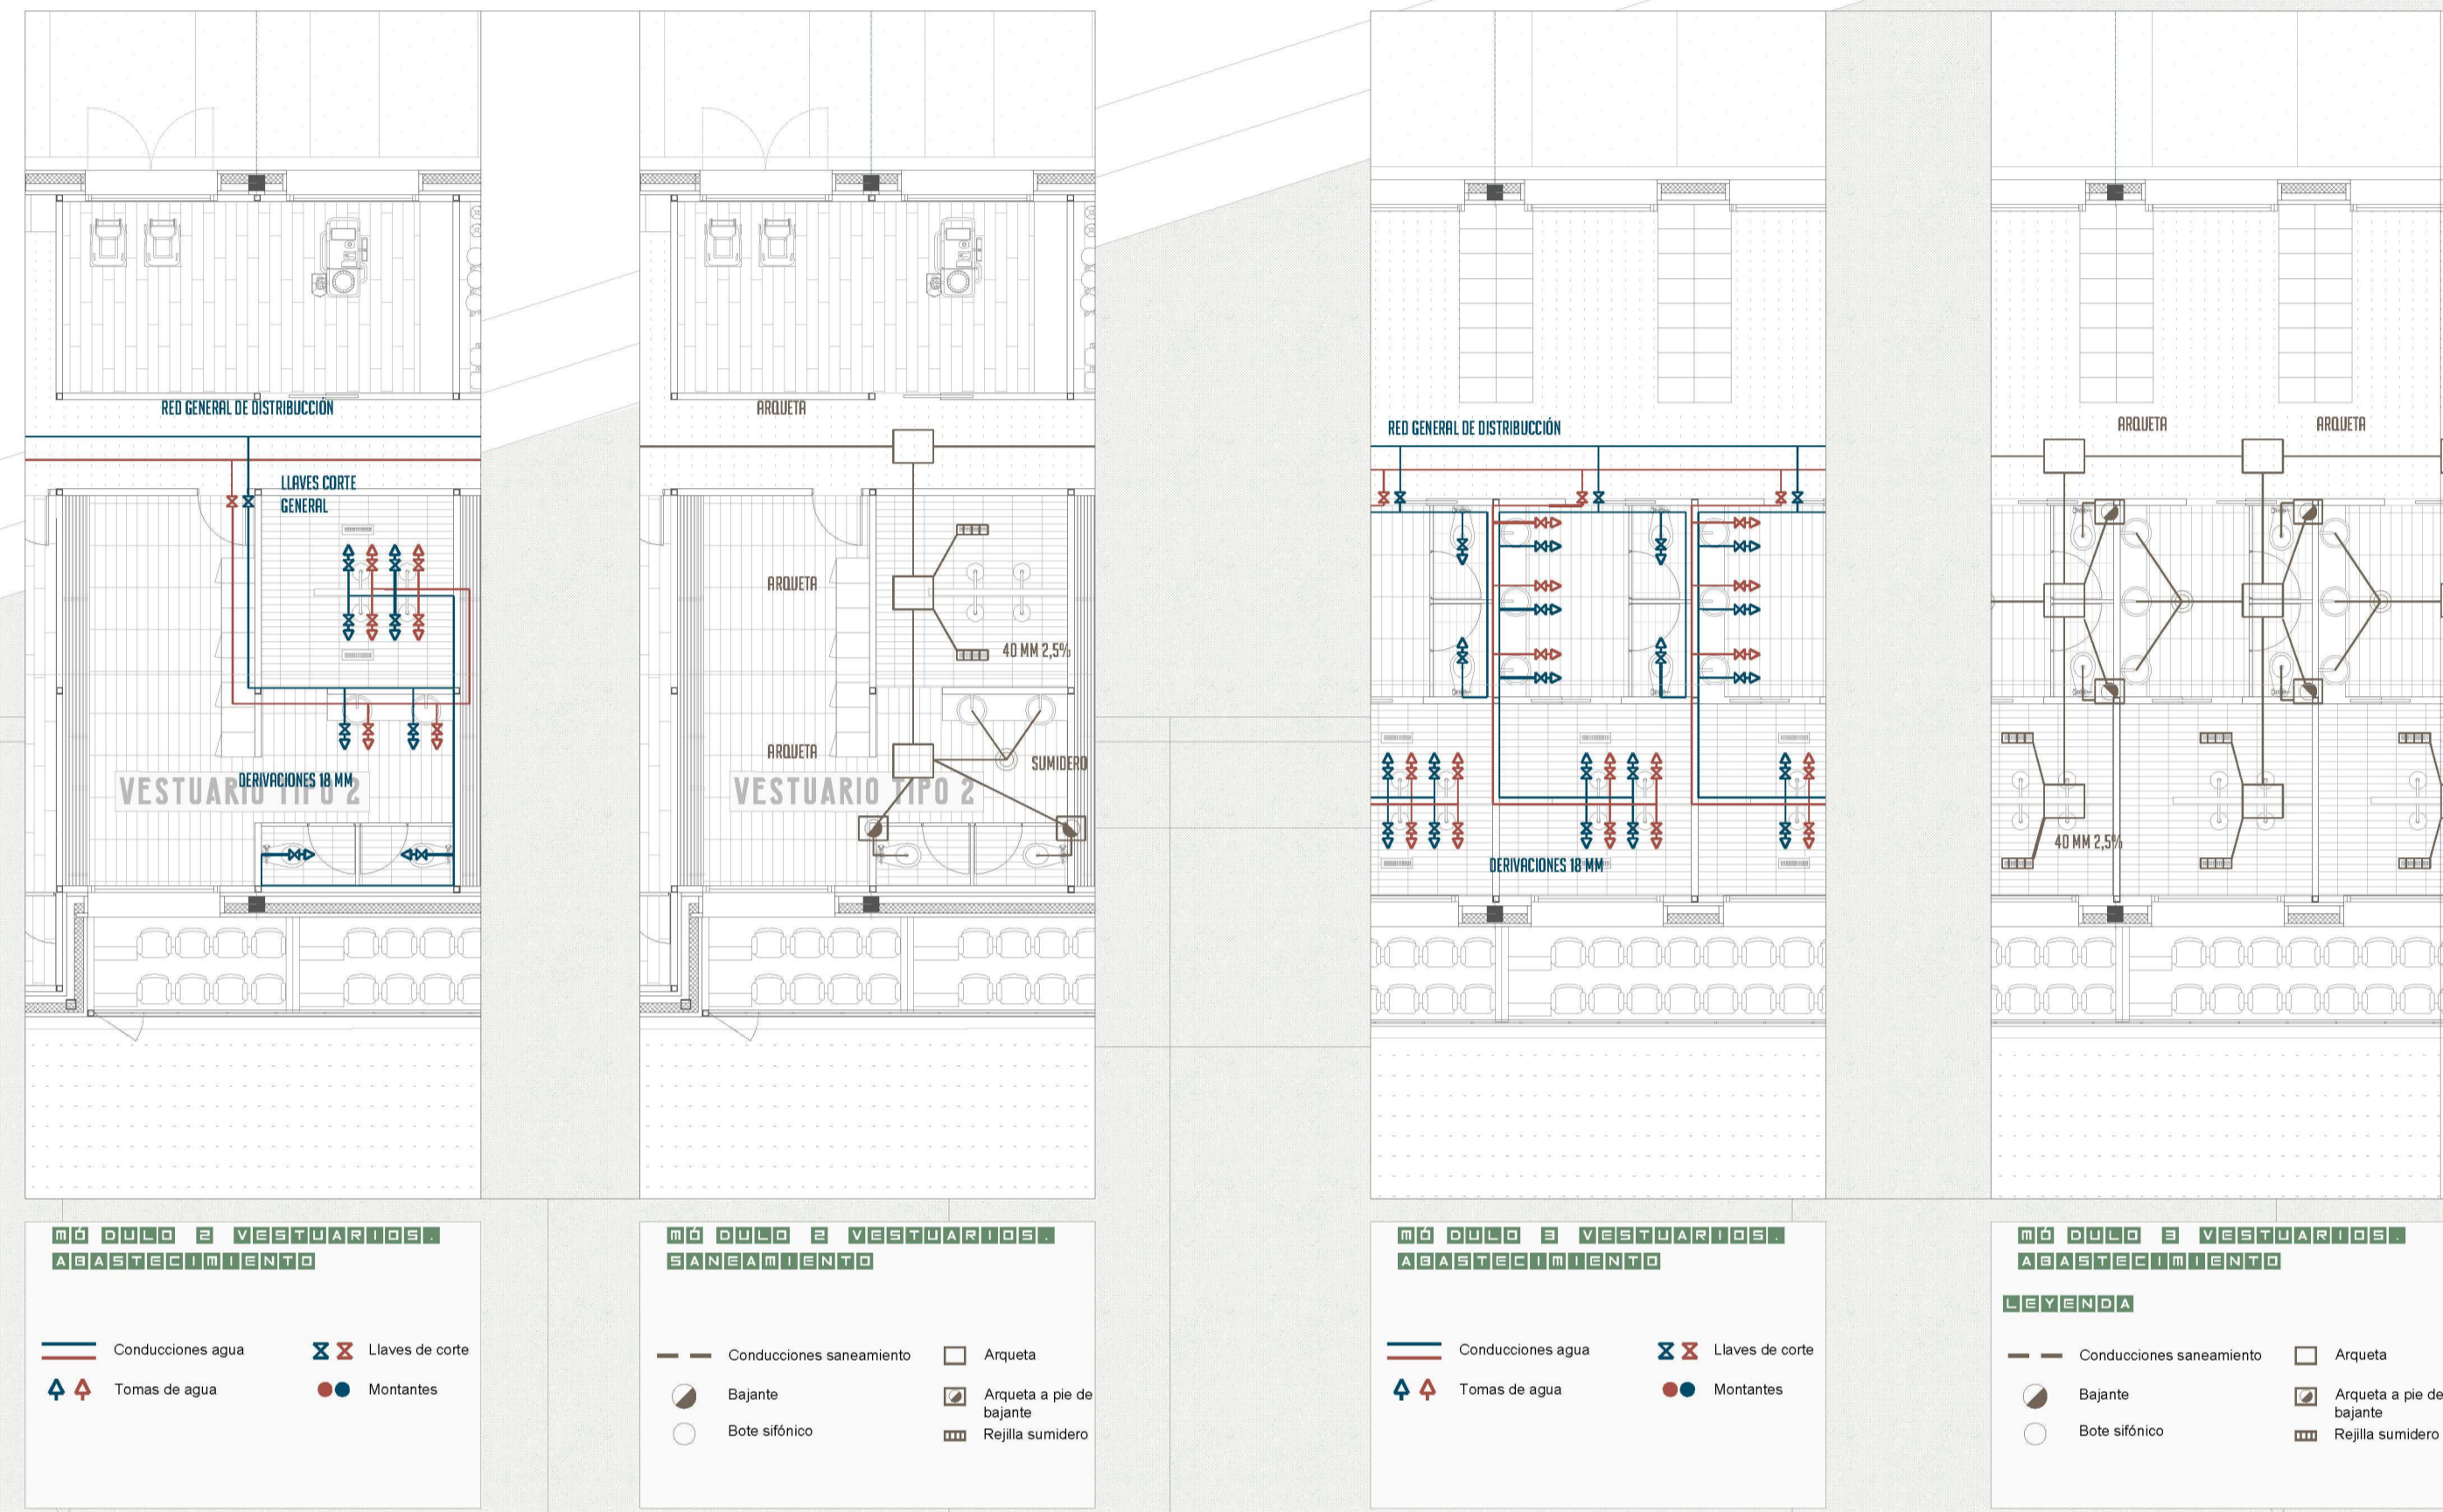 RED GENERAL DE DISTRIBUCCIÓN
LLAVES CORTE
GENERAL
DERIVACIONES 18 MM
VESTUARIO TIPO 2
MÓDULO 2 VESTUARIOS.
ABASTECIMIENTO
Conducciones agua
Llaves de corte
Tomas de agua
Montantes
ARQUETA
ARQUETA
40 MM 2,5%
ARQUETA
SUMIDERO
VESTUARIO TIPO 2
MÓDULO 2 VESTUARIOS.
SANEAMIENTO
Conducciones saneamiento
Arqueta
Bajante
Arqueta a pie de
bajante
Bote sifónico
Rejilla sumidero
RED GENERAL DE DISTRIBUCCIÓN
DERIVACIONES 18 MM
MÓDULO 3 VESTUARIOS.
ABASTECIMIENTO
Conducciones agua
Llaves de corte
Tomas de agua
Montantes
ARQUETA
ARQUETA
40 MM 2,5%
MÓDULO 3 VESTUARIOS.
ABASTECIMIENTO
LEYENDA
Conducciones saneamiento
Arqueta
Bajante
Arqueta a pie de
bajante
Bote sifónico
Rejilla sumidero